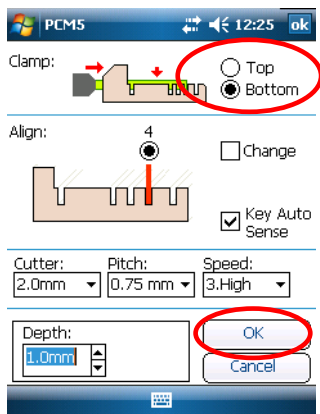 PCM5 12:25 ok
Clamp:
Top
Bottom
Align:
4
Change
Key Auto
Sense
Cutter: Pitch: Speed:
2.0mm 0.75 mm 3.High
Depth:
1.0mm
OK
Cancel